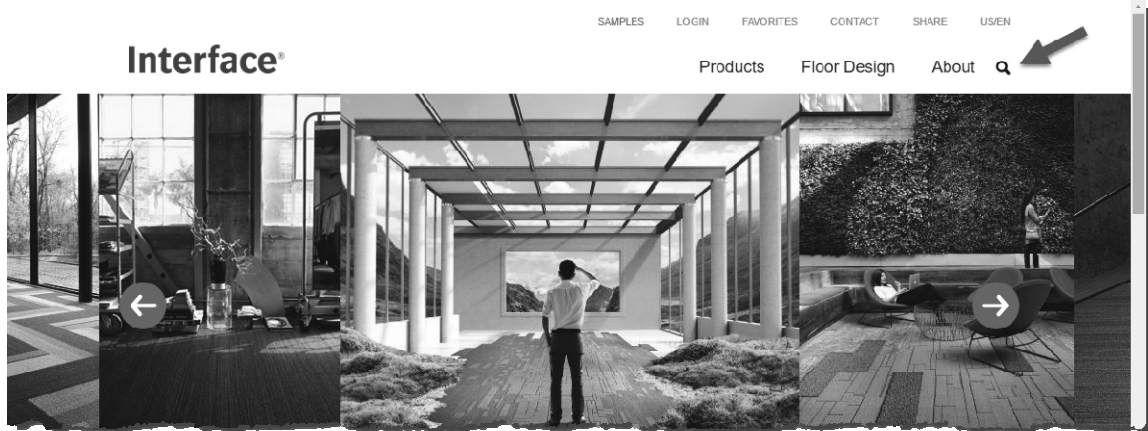 SAMPLES LOGIN FAVORITES CONTACT SHARE US/EN
Interface®
Products Floor Design About